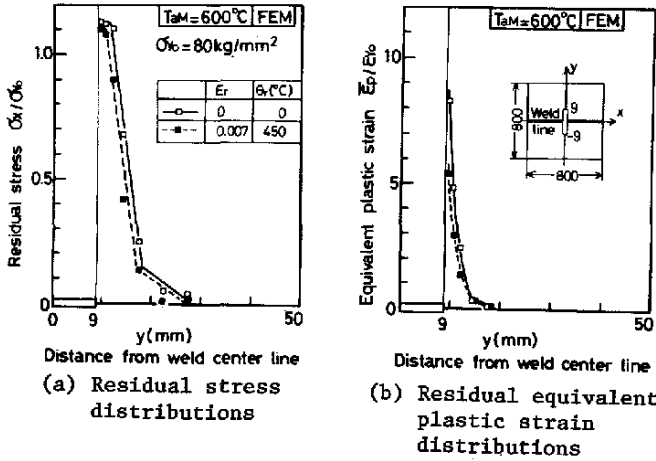 TaM=600°C FEM
σYo=80kg/mm²
Er θr(°C)
0 0
0.007 450
Residual stress σx/σYo
1.0
0.5
0
0 9 50
y(mm)
Distance from weld center line
(a) Residual stress
distributions
TaM=600°C FEM
Equivalent plastic strain ε̄p/εYo
10
5
0
9 50
y
x
Weld
line
9
-9
800
800
y(mm)
Distance from weld center line
(b) Residual equivalent
plastic strain
distributions